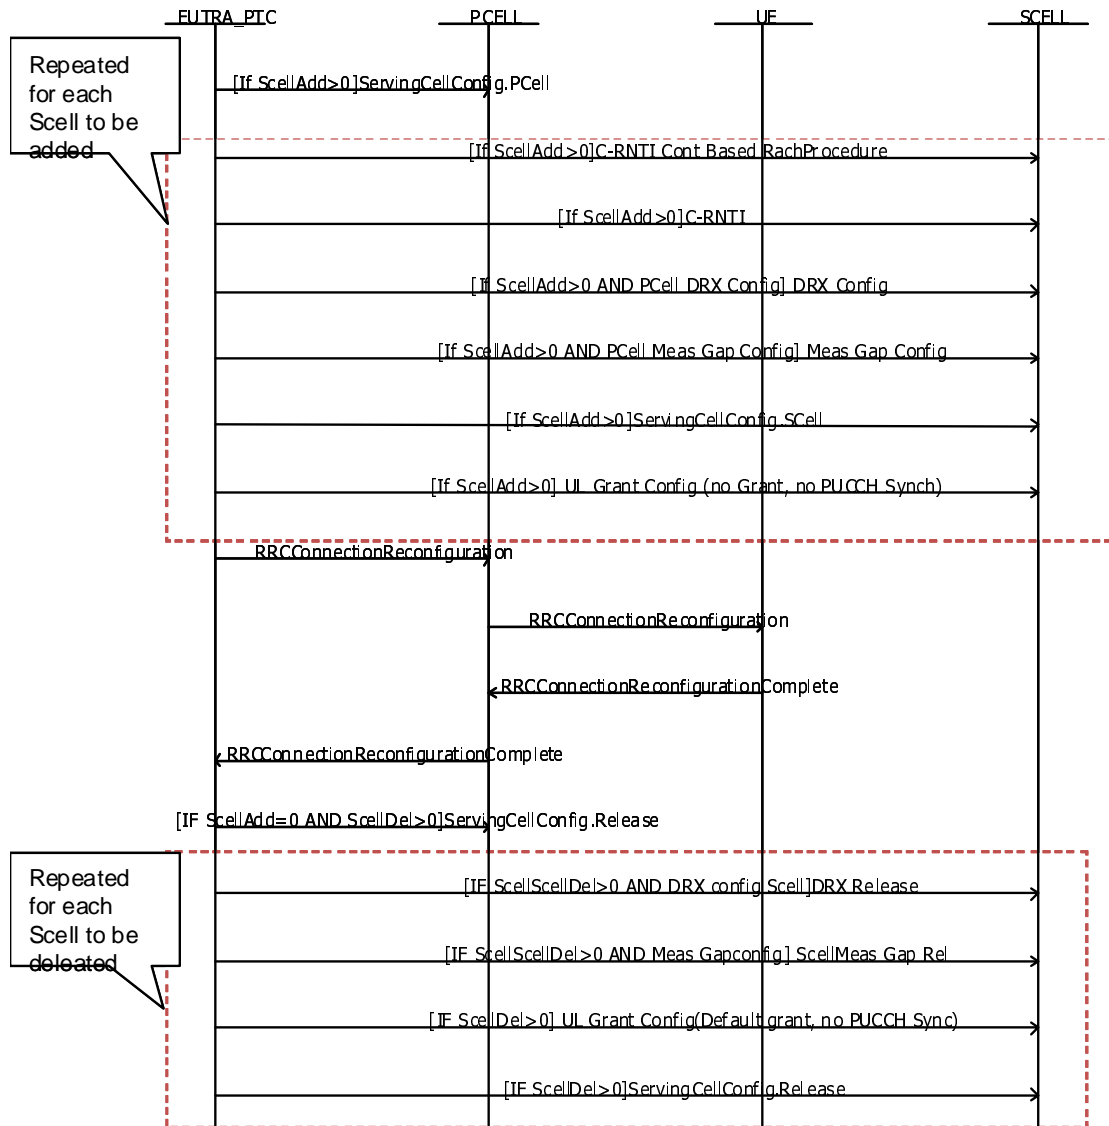 EUTRA_PTC PCELL UE SCELL
Repeated
for each
Scell to be
added
[If ScellAdd>0]ServingCellConfig.PCell
[If ScellAdd>0]C-RNTI Cont Based RachProcedure
[If ScellAdd>0]C-RNTI
[If ScellAdd>0 AND PCell DRX Config] DRX Config
[If ScellAdd>0 AND PCell Meas Gap Config] Meas Gap Config
[If ScellAdd>0]ServingCellConfig.SCell
[If ScellAdd>0] UL Grant Config (no Grant, no PUCCH Synch)
RRCConnectionReconfiguration
RRCConnectionReconfiguration
RRCConnectionReconfigurationComplete
RRCConnectionReconfigurationComplete
[IF ScellAdd=0 AND ScellDel>0]ServingCellConfig.Release
Repeated
for each
Scell to be
deleated
[IF ScellScellDel>0 AND DRX config Scell]DRX Release
[IF ScellScellDel>0 AND Meas Gapconfig] ScellMeas Gap Rel
[IF ScellDel>0] UL Grant Config(Default grant, no PUCCH Sync)
[IF ScellDel>0]ServingCellConfig.Release